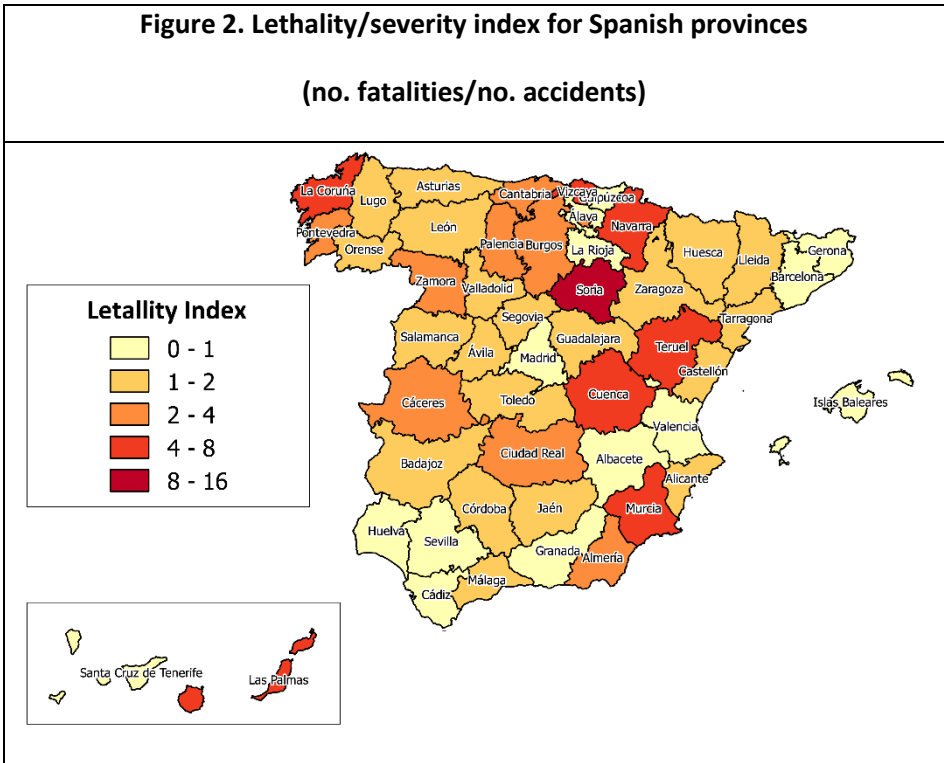 Figure 2. Lethality/severity index for Spanish provinces
(no. fatalities/no. accidents)
La Coruña
Lugo
Asturias
Cantabria
Vizcaya
Guipúzcoa
Álava
Navarra
Pontevedra
Orense
León
Palencia
Burgos
La Rioja
Huesca
Lleida
Gerona
Barcelona
Zamora
Valladolid
Soria
Zaragoza
Tarragona
Segovia
Salamanca
Ávila
Madrid
Guadalajara
Teruel
Castellón
Cáceres
Toledo
Cuenca
Valencia
Islas Baleares
Badajoz
Ciudad Real
Albacete
Alicante
Córdoba
Jaén
Murcia
Huelva
Sevilla
Granada
Almería
Cádiz
Málaga
Letallity Index
0 - 1
1 - 2
2 - 4
4 - 8
8 - 16
Santa Cruz de Tenerife
Las Palmas